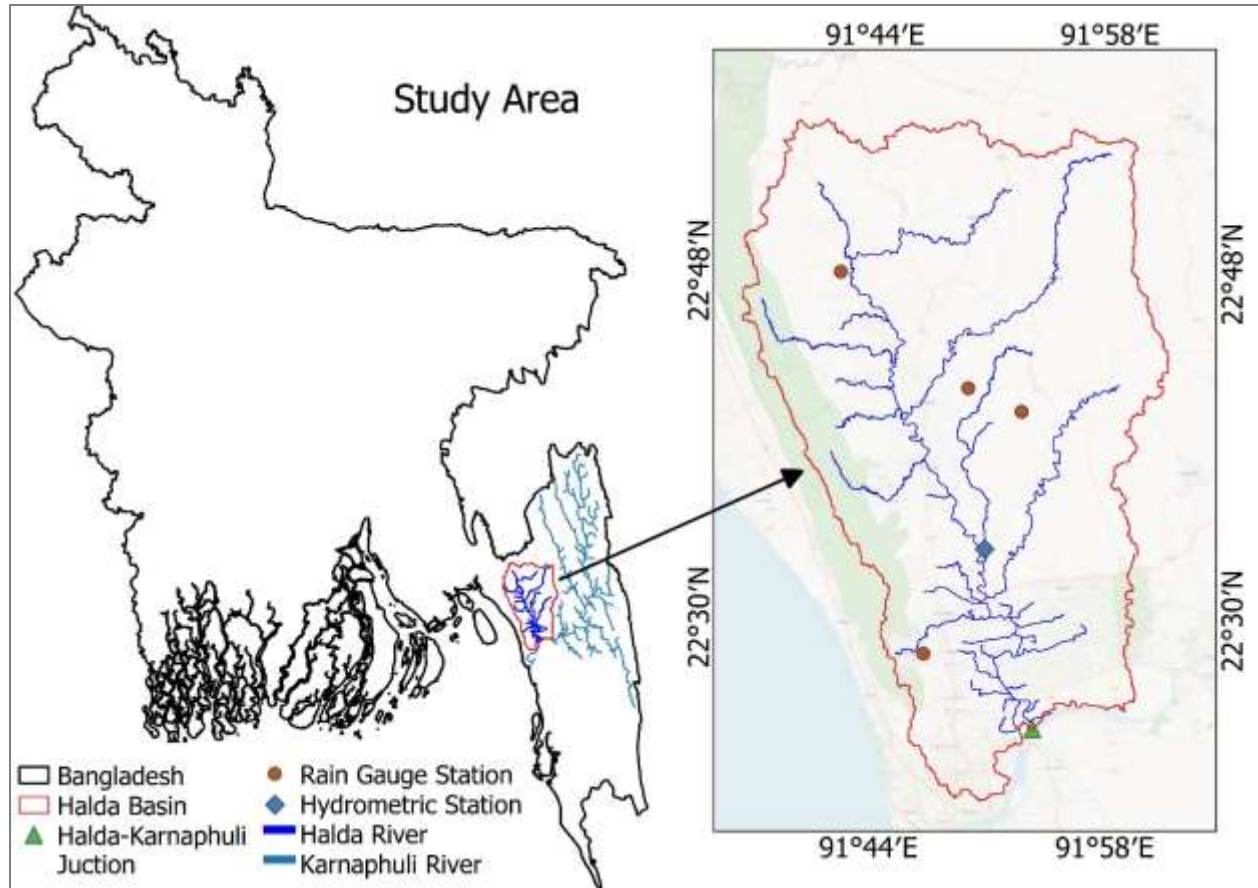 Study Area
91°44′E 91°58′E
22°48′N
22°30′N
22°48′N
22°30′N
91°44′E 91°58′E
Bangladesh
Halda Basin
Halda-Karnaphuli
Juction
Rain Gauge Station
Hydrometric Station
Halda River
Karnaphuli River